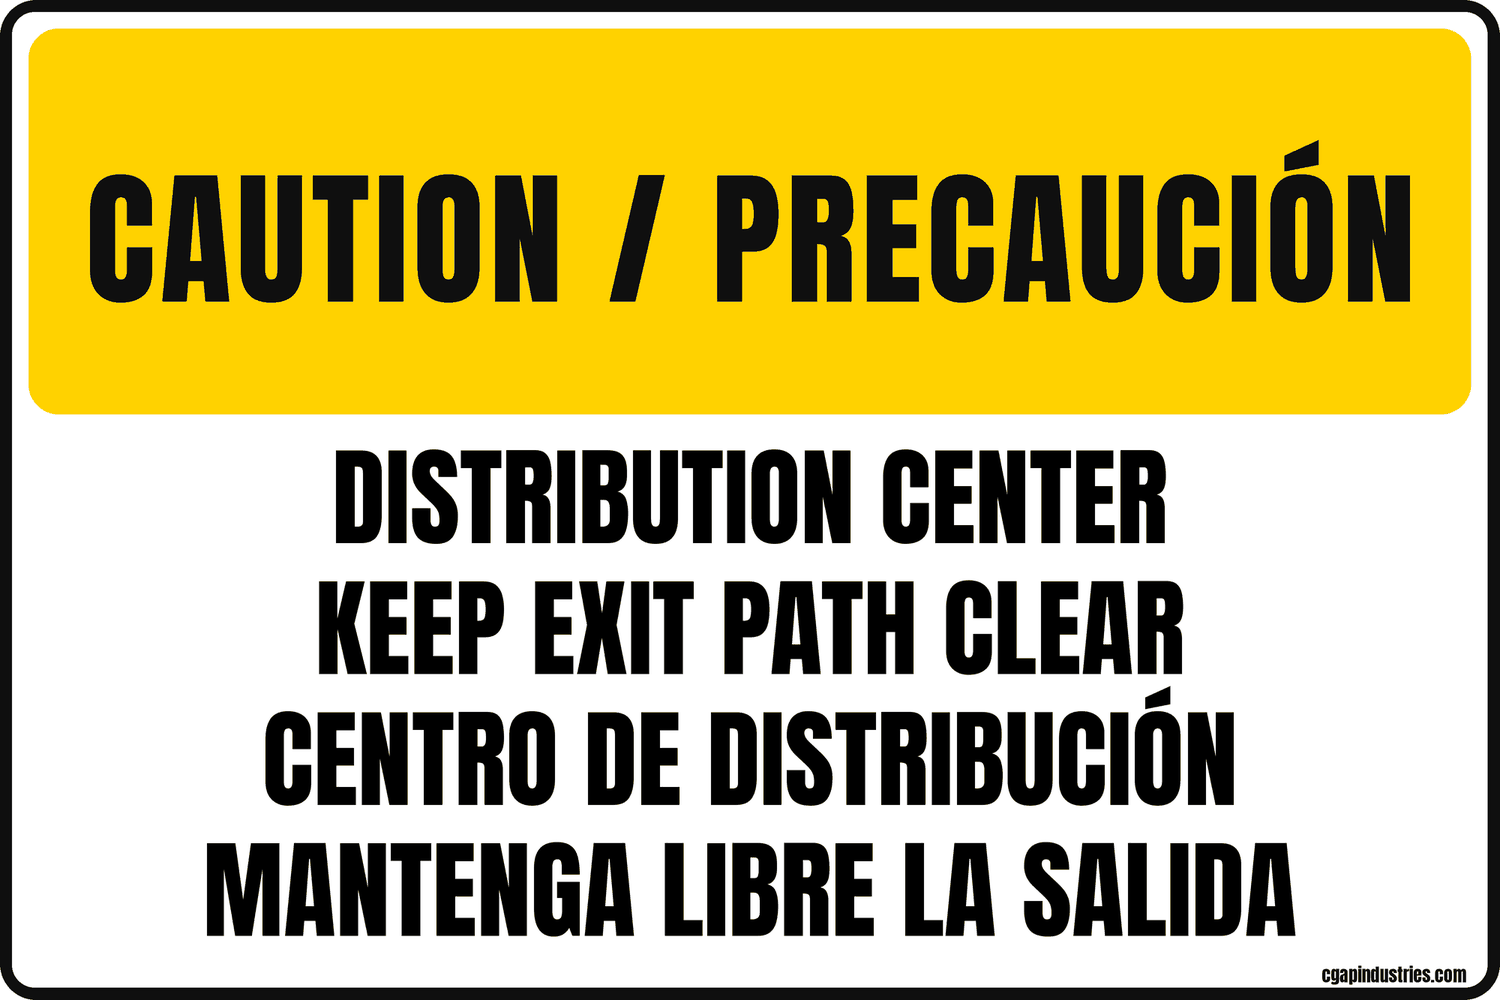 CAUTION / PRECAUCIÓN
DISTRIBUTION CENTER
KEEP EXIT PATH CLEAR
CENTRO DE DISTRIBUCIÓN
MANTENGA LIBRE LA SALIDA
cgapindustries.com